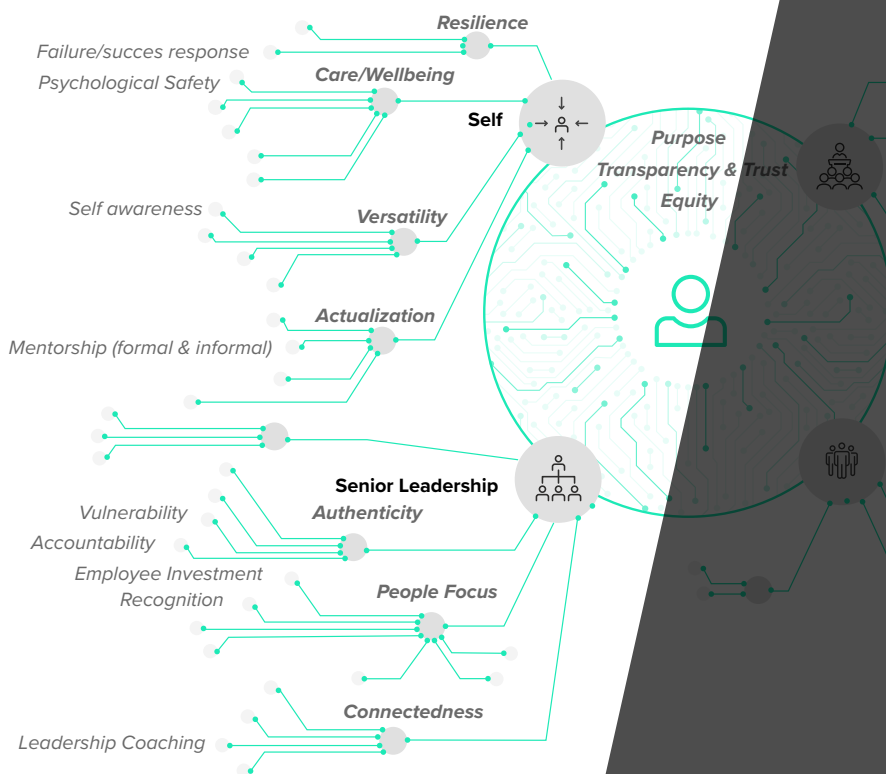 Resilience
Failure/succes response
Care/Wellbeing
Psychological Safety
Self
Purpose
Transparency & Trust
Equity
Self awareness
Versatility
Actualization
Mentorship (formal & informal)
Senior Leadership
Authenticity
Vulnerability
Accountability
Employee Investment
Recognition
People Focus
Connectedness
Leadership Coaching